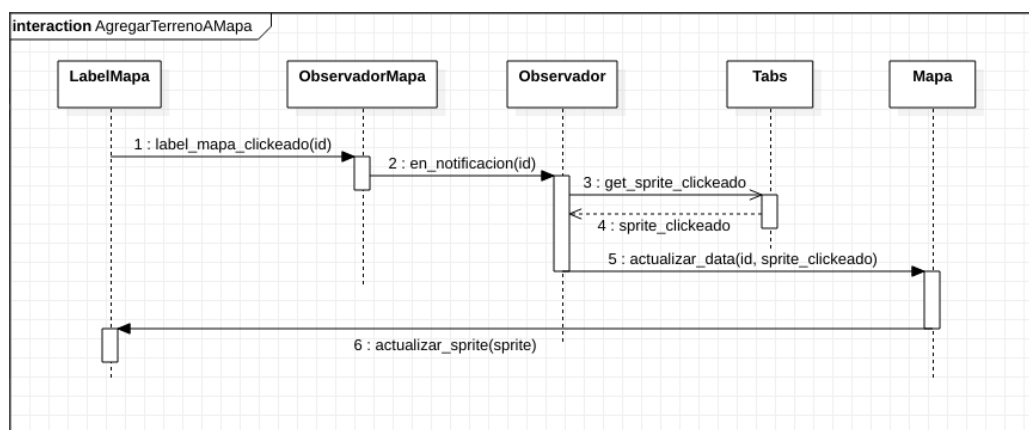 interaction AgregarTerrenoAMapa
LabelMapa
ObservadorMapa
Observador
Tabs
Mapa
1 : label_mapa_clickeado(id)
2 : en_notificacion(id)
3 : get_sprite_clickeado
4 : sprite_clickeado
5 : actualizar_data(id, sprite_clickeado)
6 : actualizar_sprite(sprite)